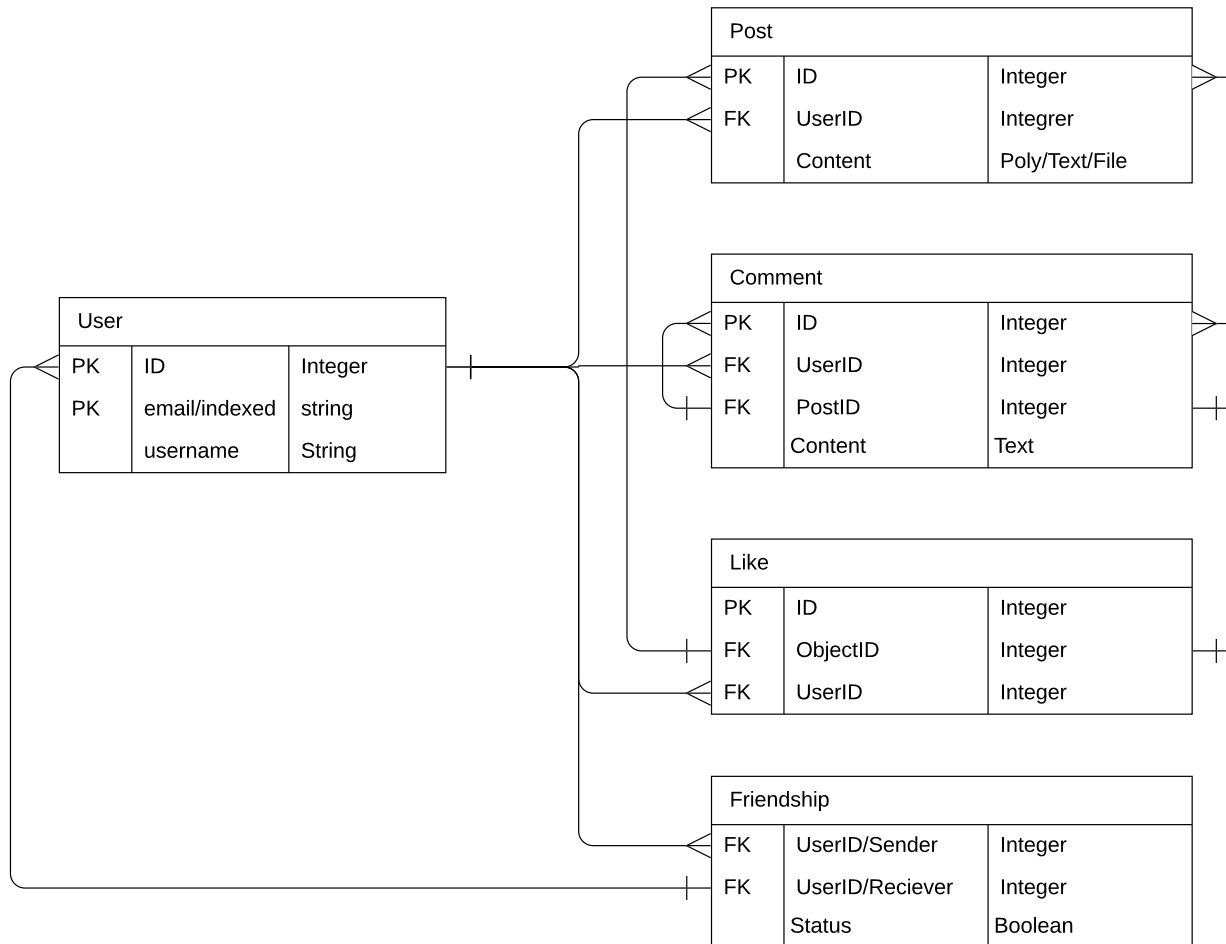 Post
PK ID Integer
FK UserID Integrer
Content Poly/Text/File
Comment
PK ID Integer
FK UserID Integer
FK PostID Integer
Content Text
User
PK ID Integer
PK email/indexed string
username String
Like
PK ID Integer
FK ObjectID Integer
FK UserID Integer
Friendship
FK UserID/Sender Integer
FK UserID/Reciever Integer
Status Boolean